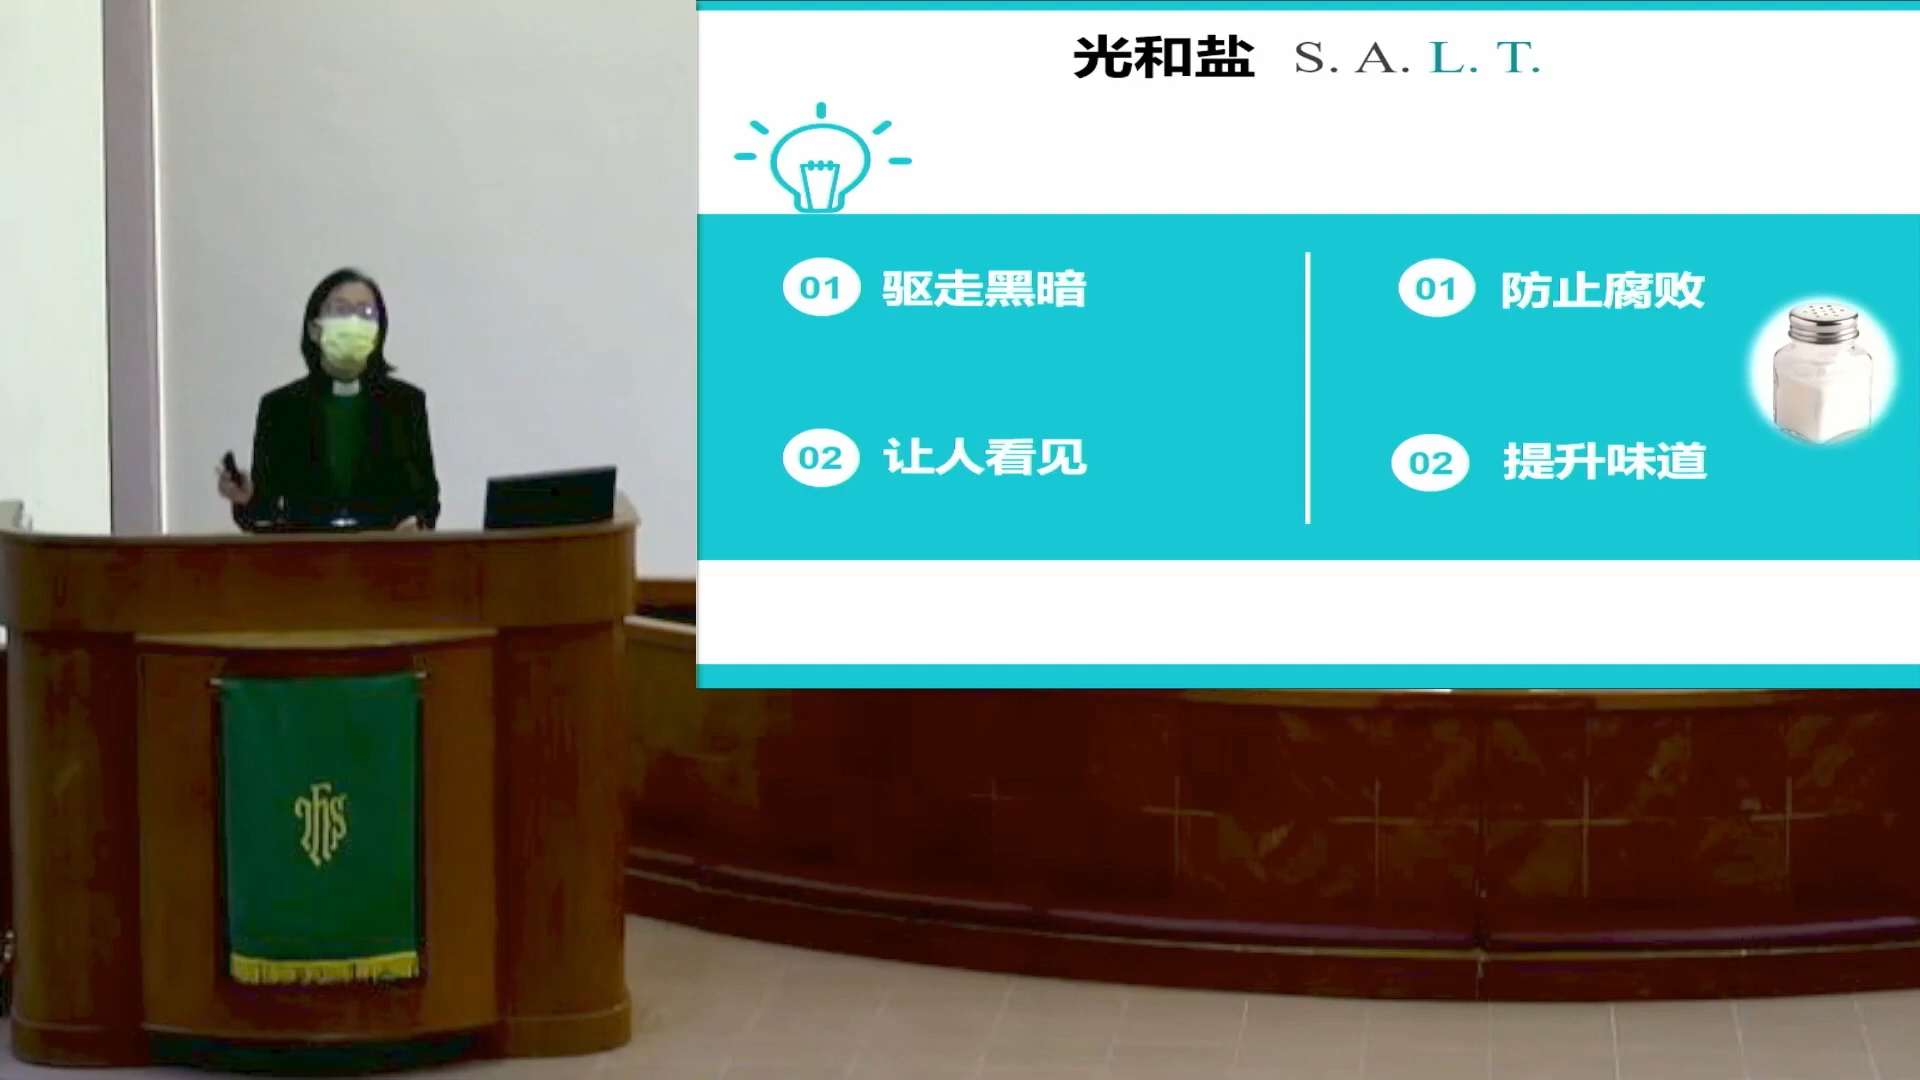 光和盐 S. A. L. T.
01 驱走黑暗
02 让人看见
01 防止腐败
02 提升味道
IHS